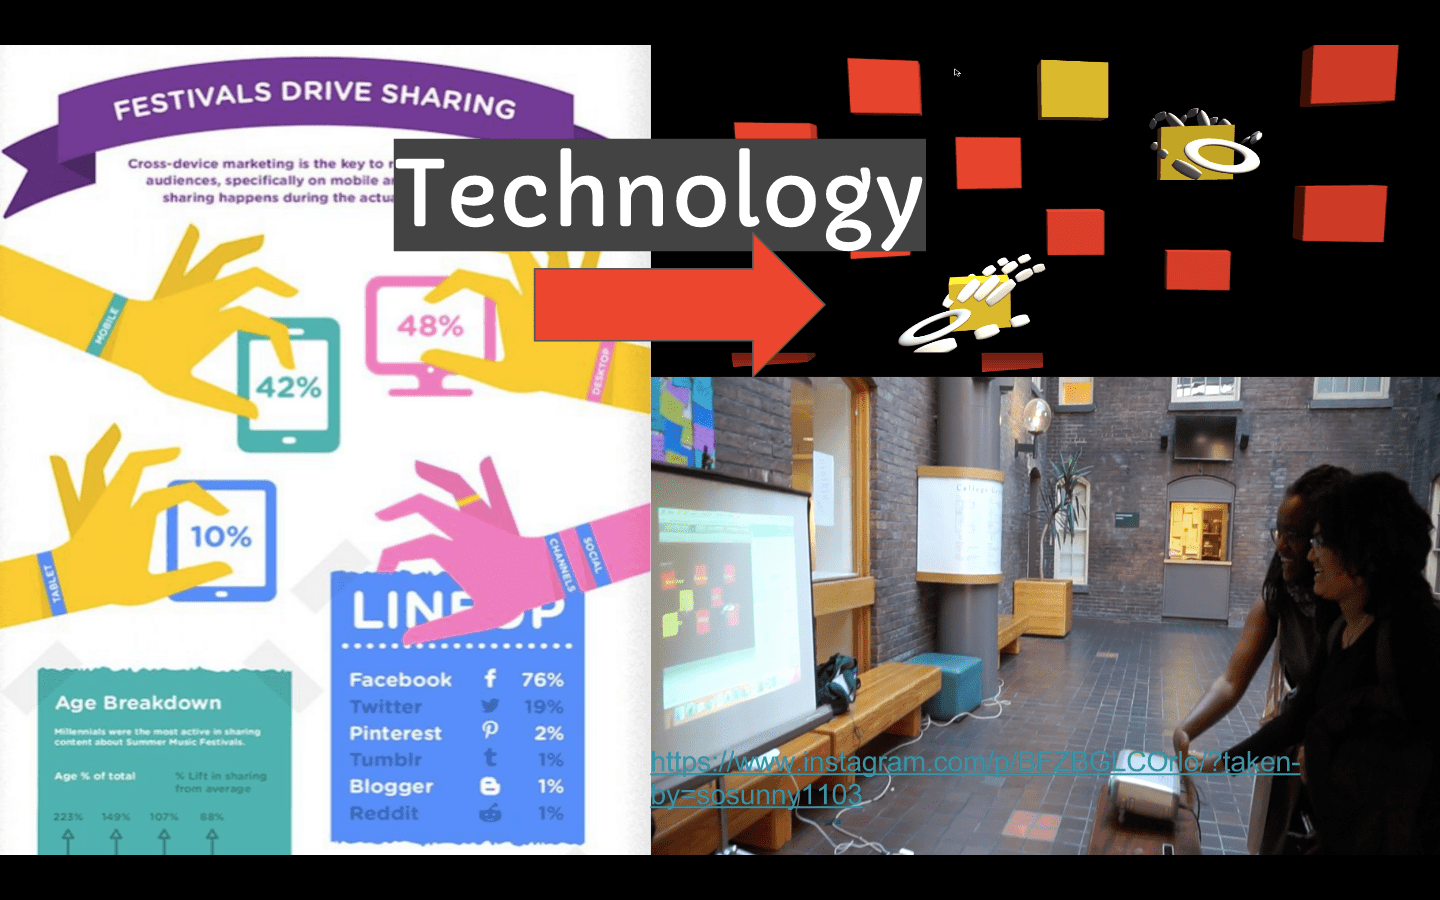 FESTIVALS DRIVE SHARING
Cross-device marketing is the key to
audiences, specifically on mobile
sharing happens during the
Technology
MOBILE
42%
48%
DESKTOP
TABLET
10%
CHANNELS
SOCIAL
LINEUP
Facebook 76%
Twitter 19%
Pinterest 2%
Tumblr 1%
Blogger 1%
Reddit 1%
Age Breakdown
Millennials were the most active in sharing
content about Summer Music Festivals.
Age % of total
% Lift in sharing
from average
223% 149% 107% 68%
https://www.instagram.com/p/BFZBGLCOrlo/?taken-
by=sosunny1103